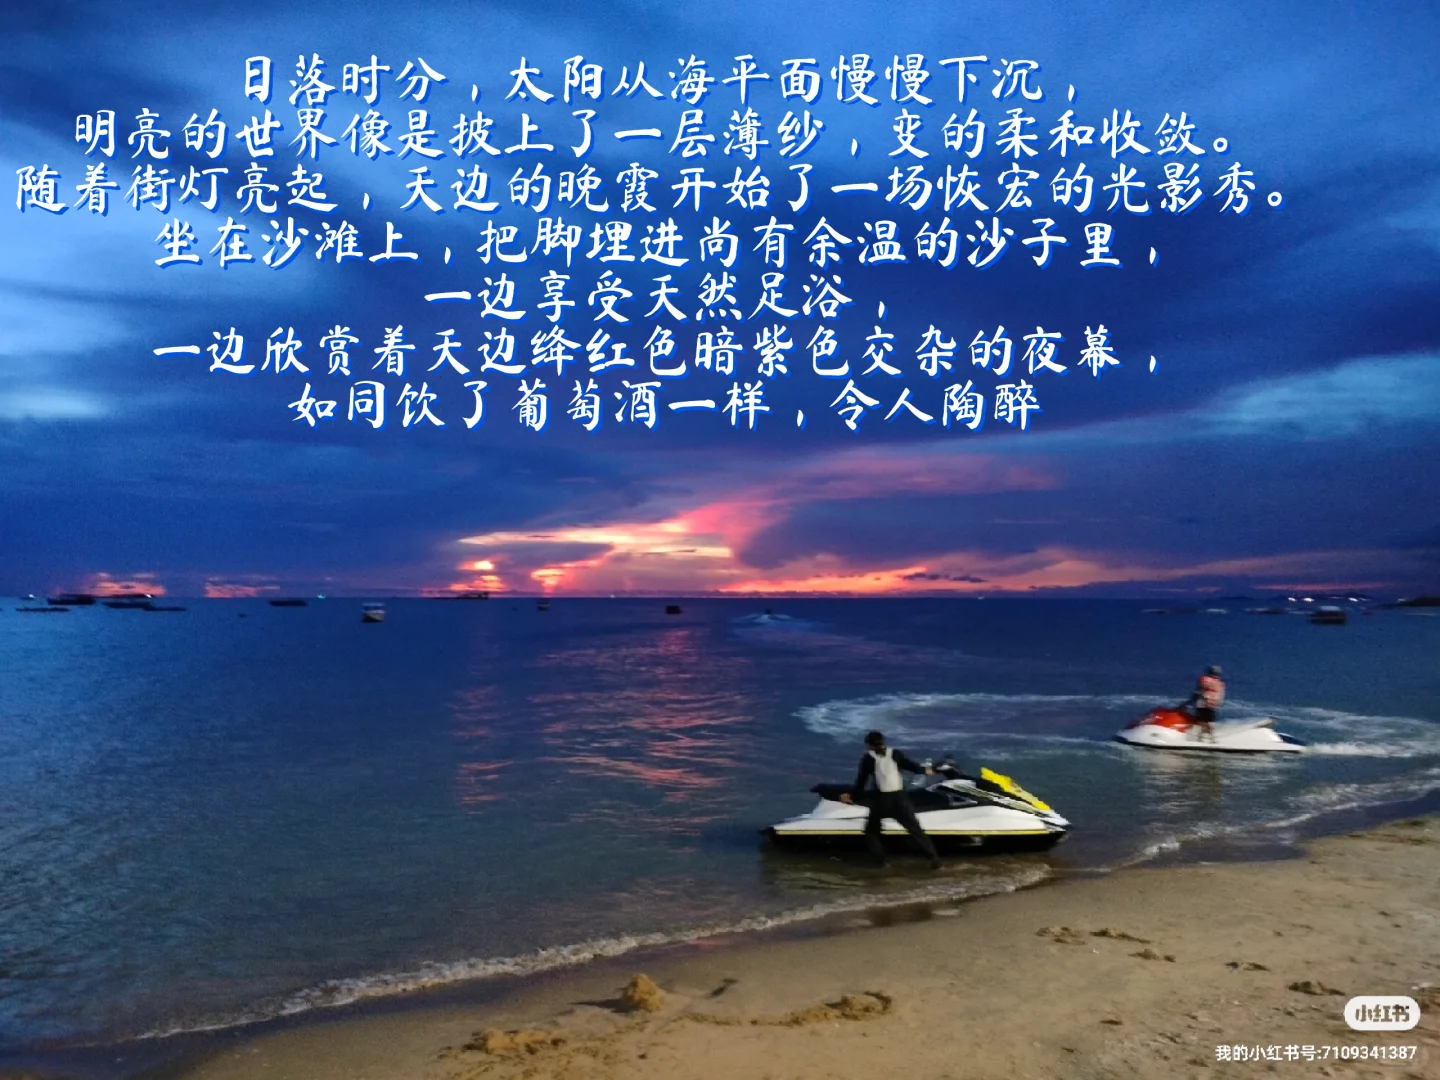 日落时分，太阳从海平面慢慢下沉，
明亮的世界像是披上了一层薄纱，变的柔和收敛。
随着街灯亮起，天边的晚霞开始了一场恢宏的光影秀。
坐在沙滩上，把脚埋进尚有余温的沙子里，
一边享受天然足浴，
一边欣赏着天边绛红色暗紫色交杂的夜幕，
如同饮了葡萄酒一样，令人陶醉
小红书
我的小红书号:7109341387